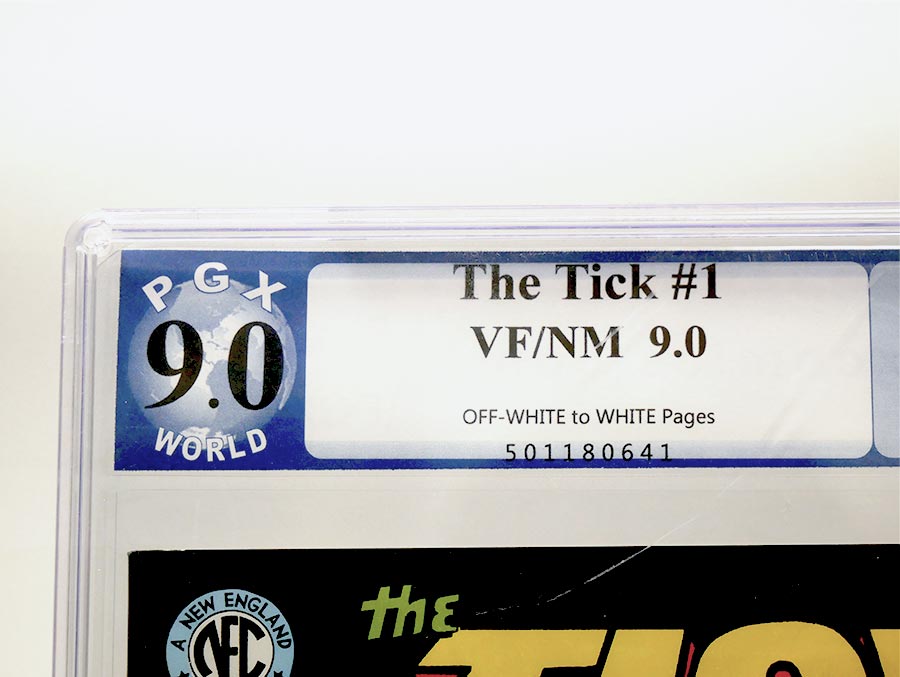 PGX
9.0
WORLD
The Tick #1
VF/NM 9.0
OFF-WHITE to WHITE Pages
501180641
A NEW ENGLAND
NEC
the